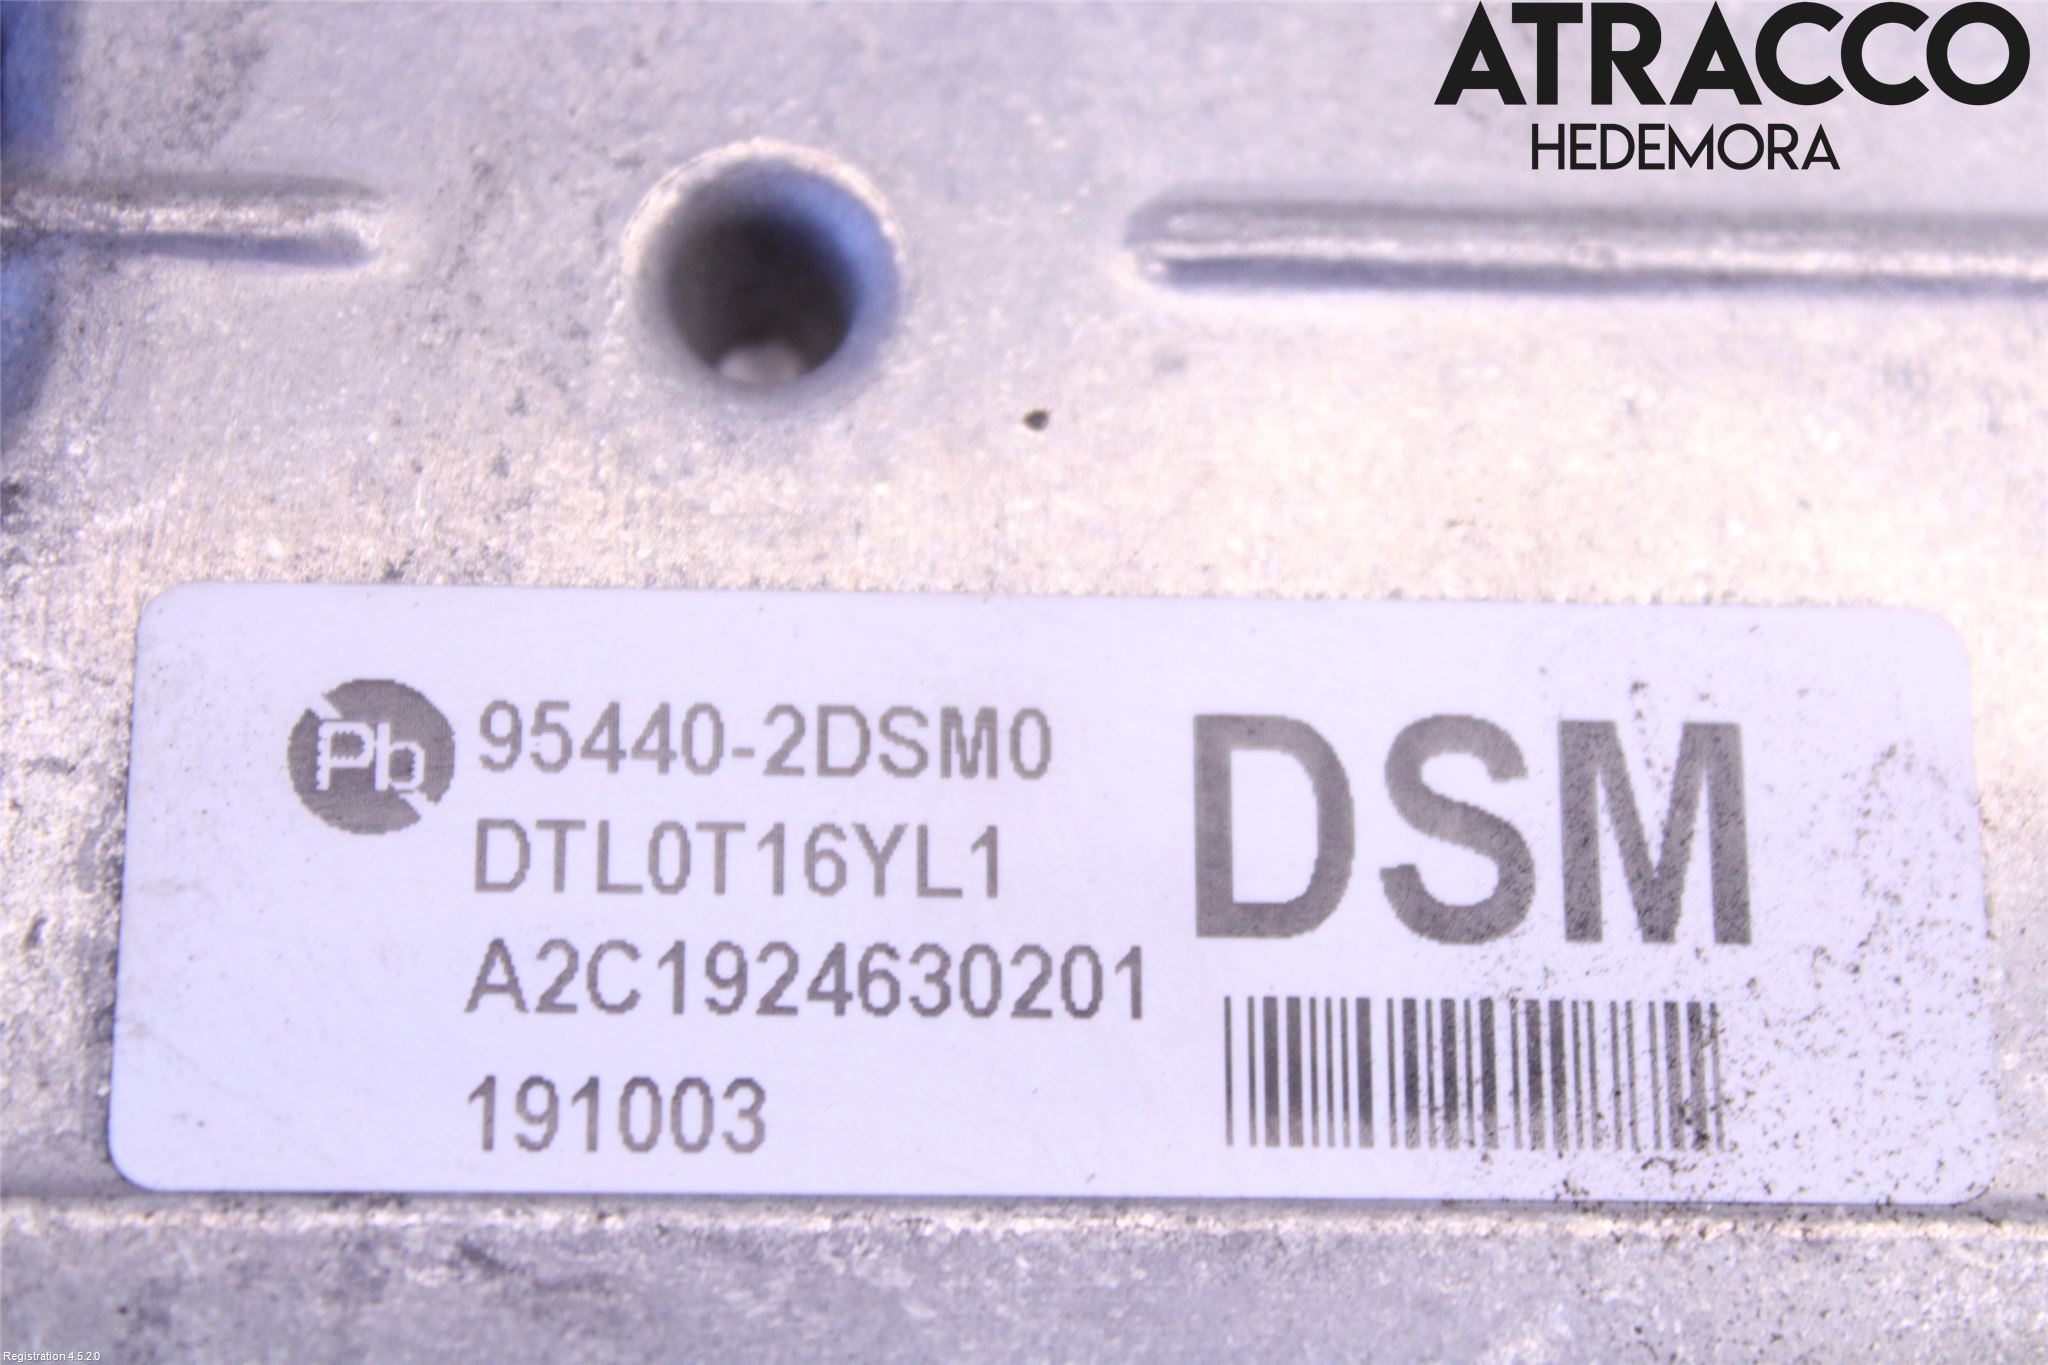 ATRACCO
HEDEMORA
Pb
95440-2DSM0
DSM
DTL0T16YL1
A2C1924630201
191003
Registration 4.5.2.0